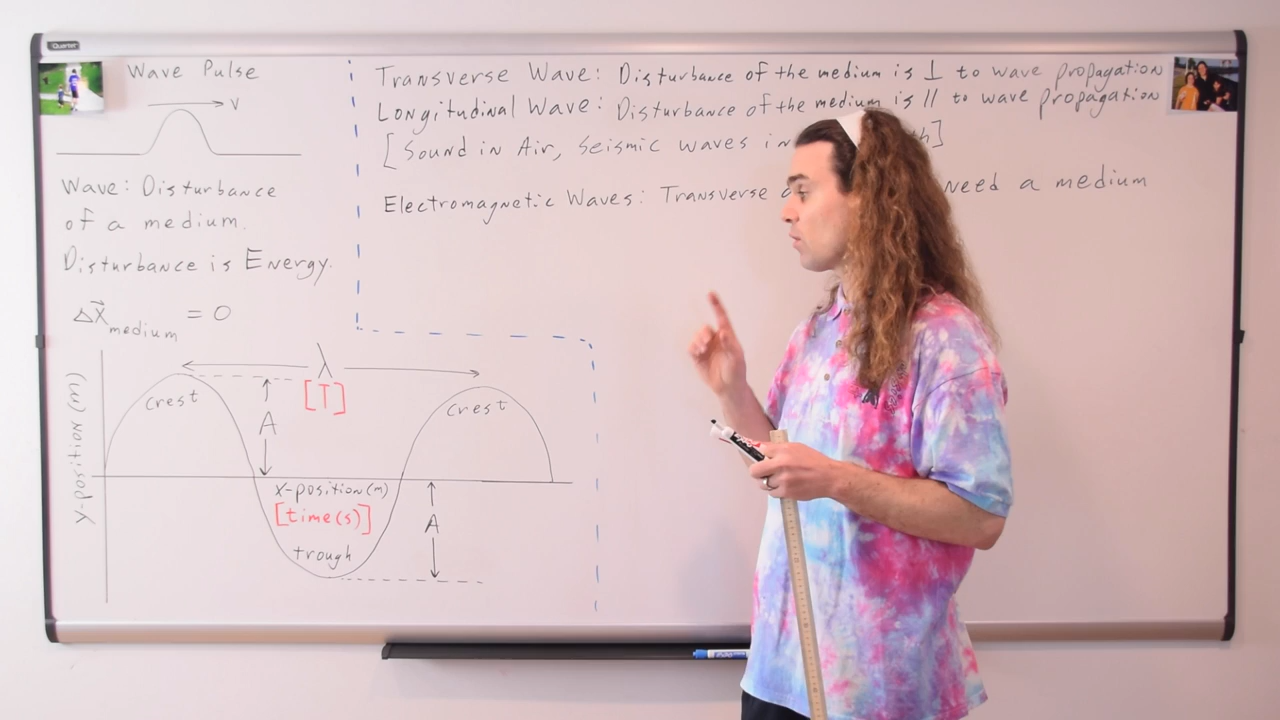 Quartet
Wave Pulse
v
Wave: Disturbance
of a medium.
Disturbance is Energy.
Δx⃗ medium = 0
Transverse Wave: Disturbance of the medium is ⊥ to wave propagation
Longitudinal Wave: Disturbance of the medium is // to wave propagation
[Sound in Air, Seismic waves in
Electromagnetic Waves: Transverse need a medium
y-position (m)
λ
[T]
crest
A
crest
x-position (m)
[time(s)]
A
trough